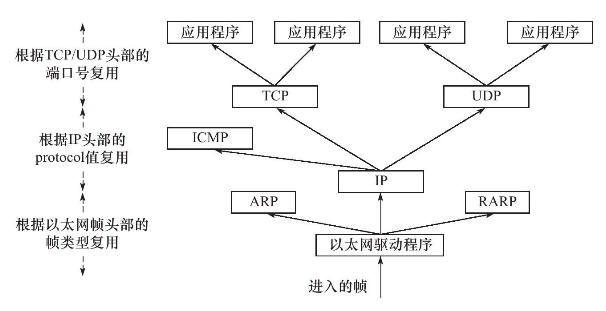 应用程序 应用程序 应用程序 应用程序
根据TCP/UDP头部的
端口号复用
TCP UDP
ICMP
根据IP头部的
protocol值复用
IP
ARP RARP
根据以太网帧头部的
帧类型复用
以太网驱动程序
进入的帧